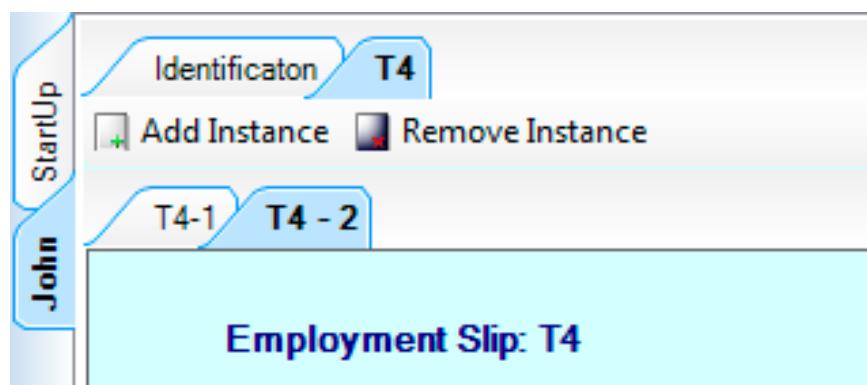 StartUp
John
Identificaton T4
Add Instance Remove Instance
T4-1 T4 - 2
Employment Slip: T4